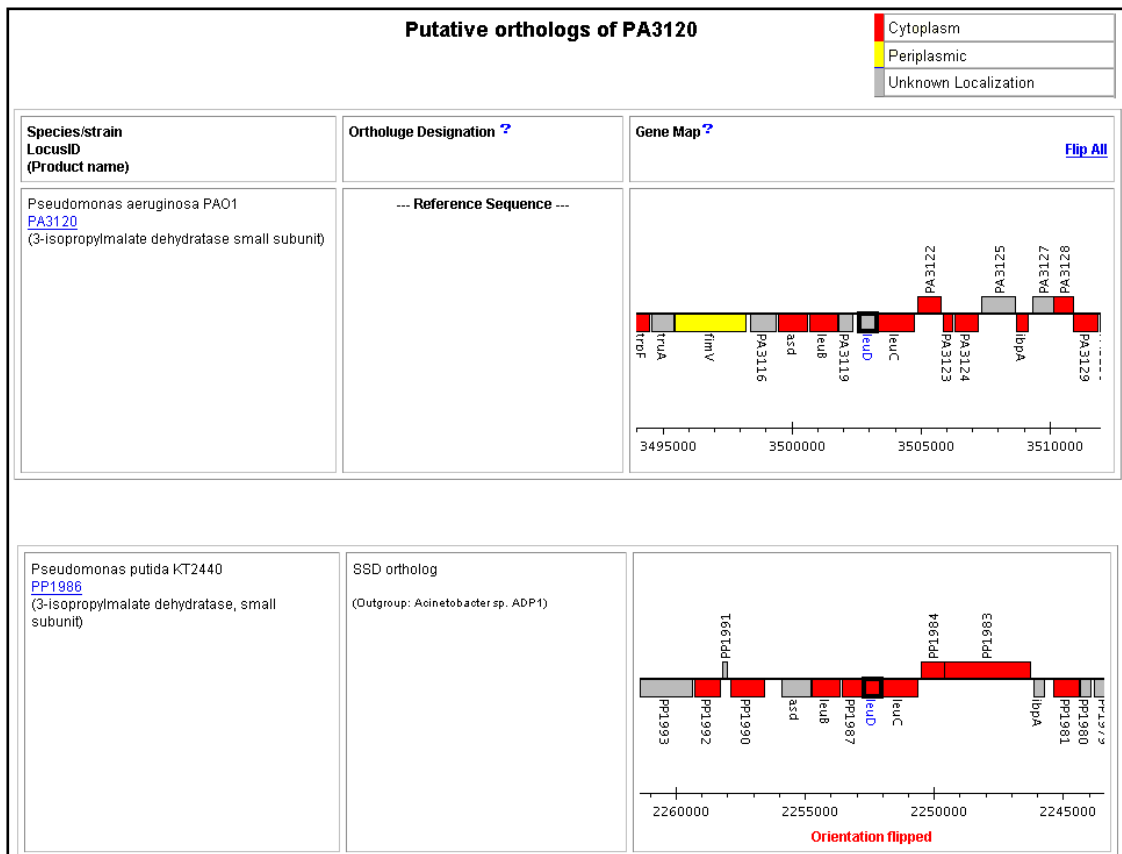 Putative orthologs of PA3120
Cytoplasm
Periplasmic
Unknown Localization
Species/strain
LocusID
(Product name)
Ortholuge Designation ?
Gene Map ?
Flip All
Pseudomonas aeruginosa PAO1
PA3120
(3-isopropylmalate dehydratase small subunit)
--- Reference Sequence ---
PA3122
PA3125
PA3127
PA3128
trpF
truA
fimV
PA3116
asd
leuB
PA3119
leuD
leuC
PA3123
PA3124
ibpA
PA3129
3495000 3500000 3505000 3510000
Pseudomonas putida KT2440
PP1986
(3-isopropylmalate dehydratase, small
subunit)
SSD ortholog
(Outgroup: Acinetobacter sp. ADP1)
PP1991
PP1984
PP1983
PP1993
PP1992
PP1990
asd
leuB
PP1987
leuD
leuC
ibpA
PP1981
PP1980
2260000 2255000 2250000 2245000
Orientation flipped